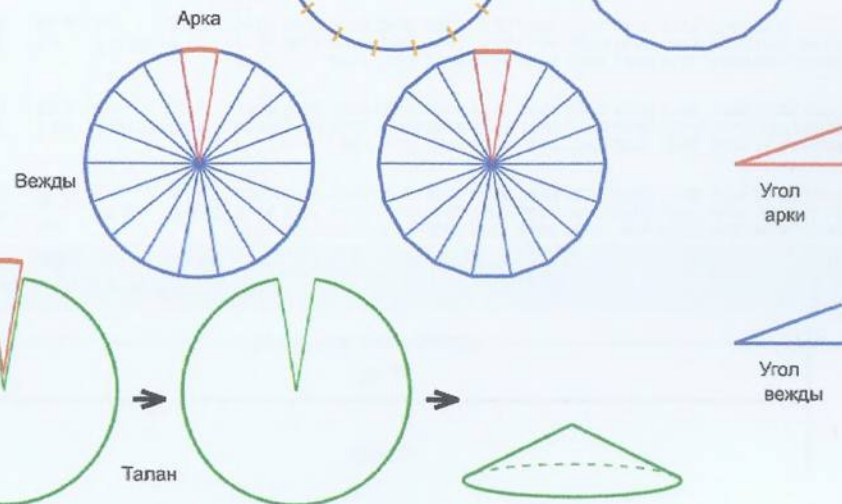 Арка
Вежды
Угол
арки
Угол
вежды
Талан